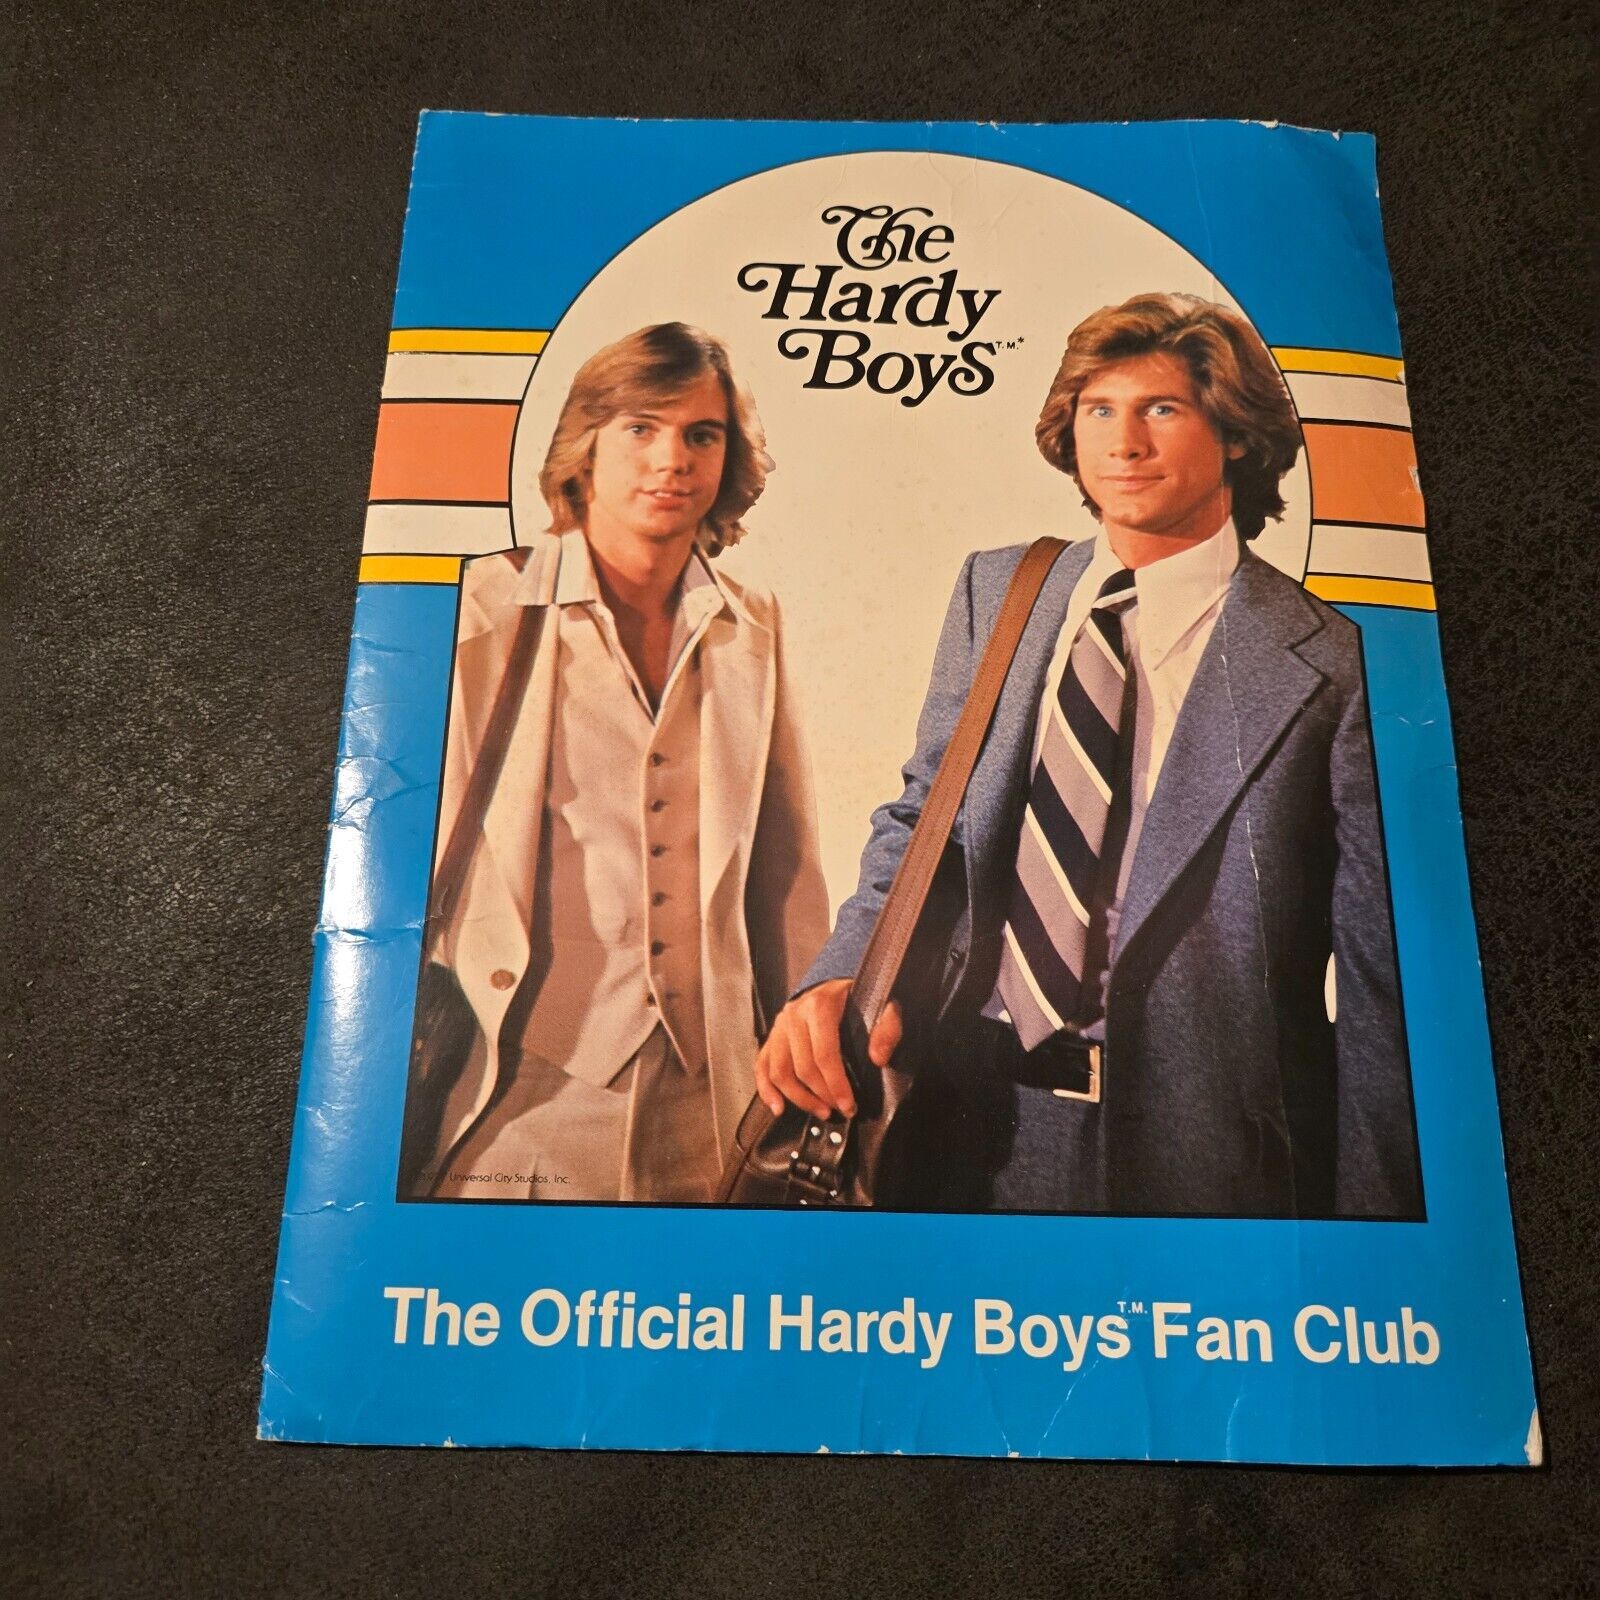 The
Hardy
Boys T.M.*
Universal City Studios, Inc.
The Official Hardy Boys T.M. Fan Club